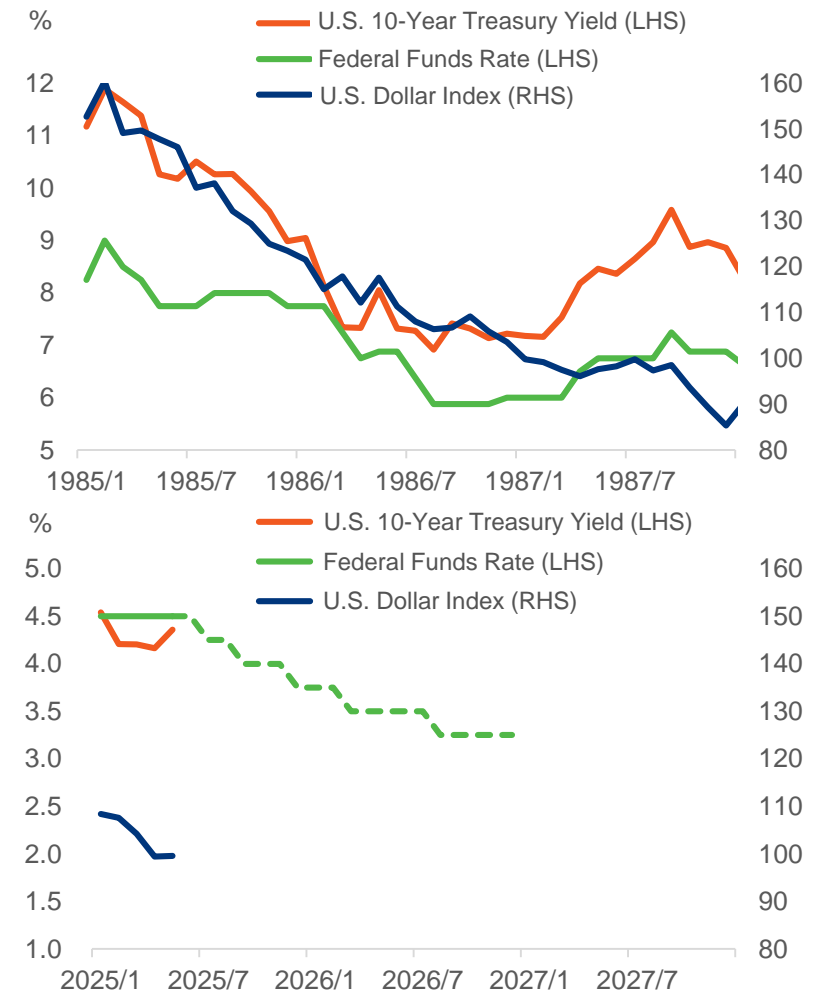 %
U.S. 10-Year Treasury Yield (LHS)
Federal Funds Rate (LHS)
U.S. Dollar Index (RHS)
12 160
11 150
10 140
9 130
8 120
7 110
6 100
5 90
80
1985/1 1985/7 1986/1 1986/7 1987/1 1987/7
%
U.S. 10-Year Treasury Yield (LHS)
Federal Funds Rate (LHS)
U.S. Dollar Index (RHS)
5.0 160
4.5 150
4.0 140
3.5 130
3.0 120
2.5 110
2.0 100
1.5 90
1.0 80
2025/1 2025/7 2026/1 2026/7 2027/1 2027/7